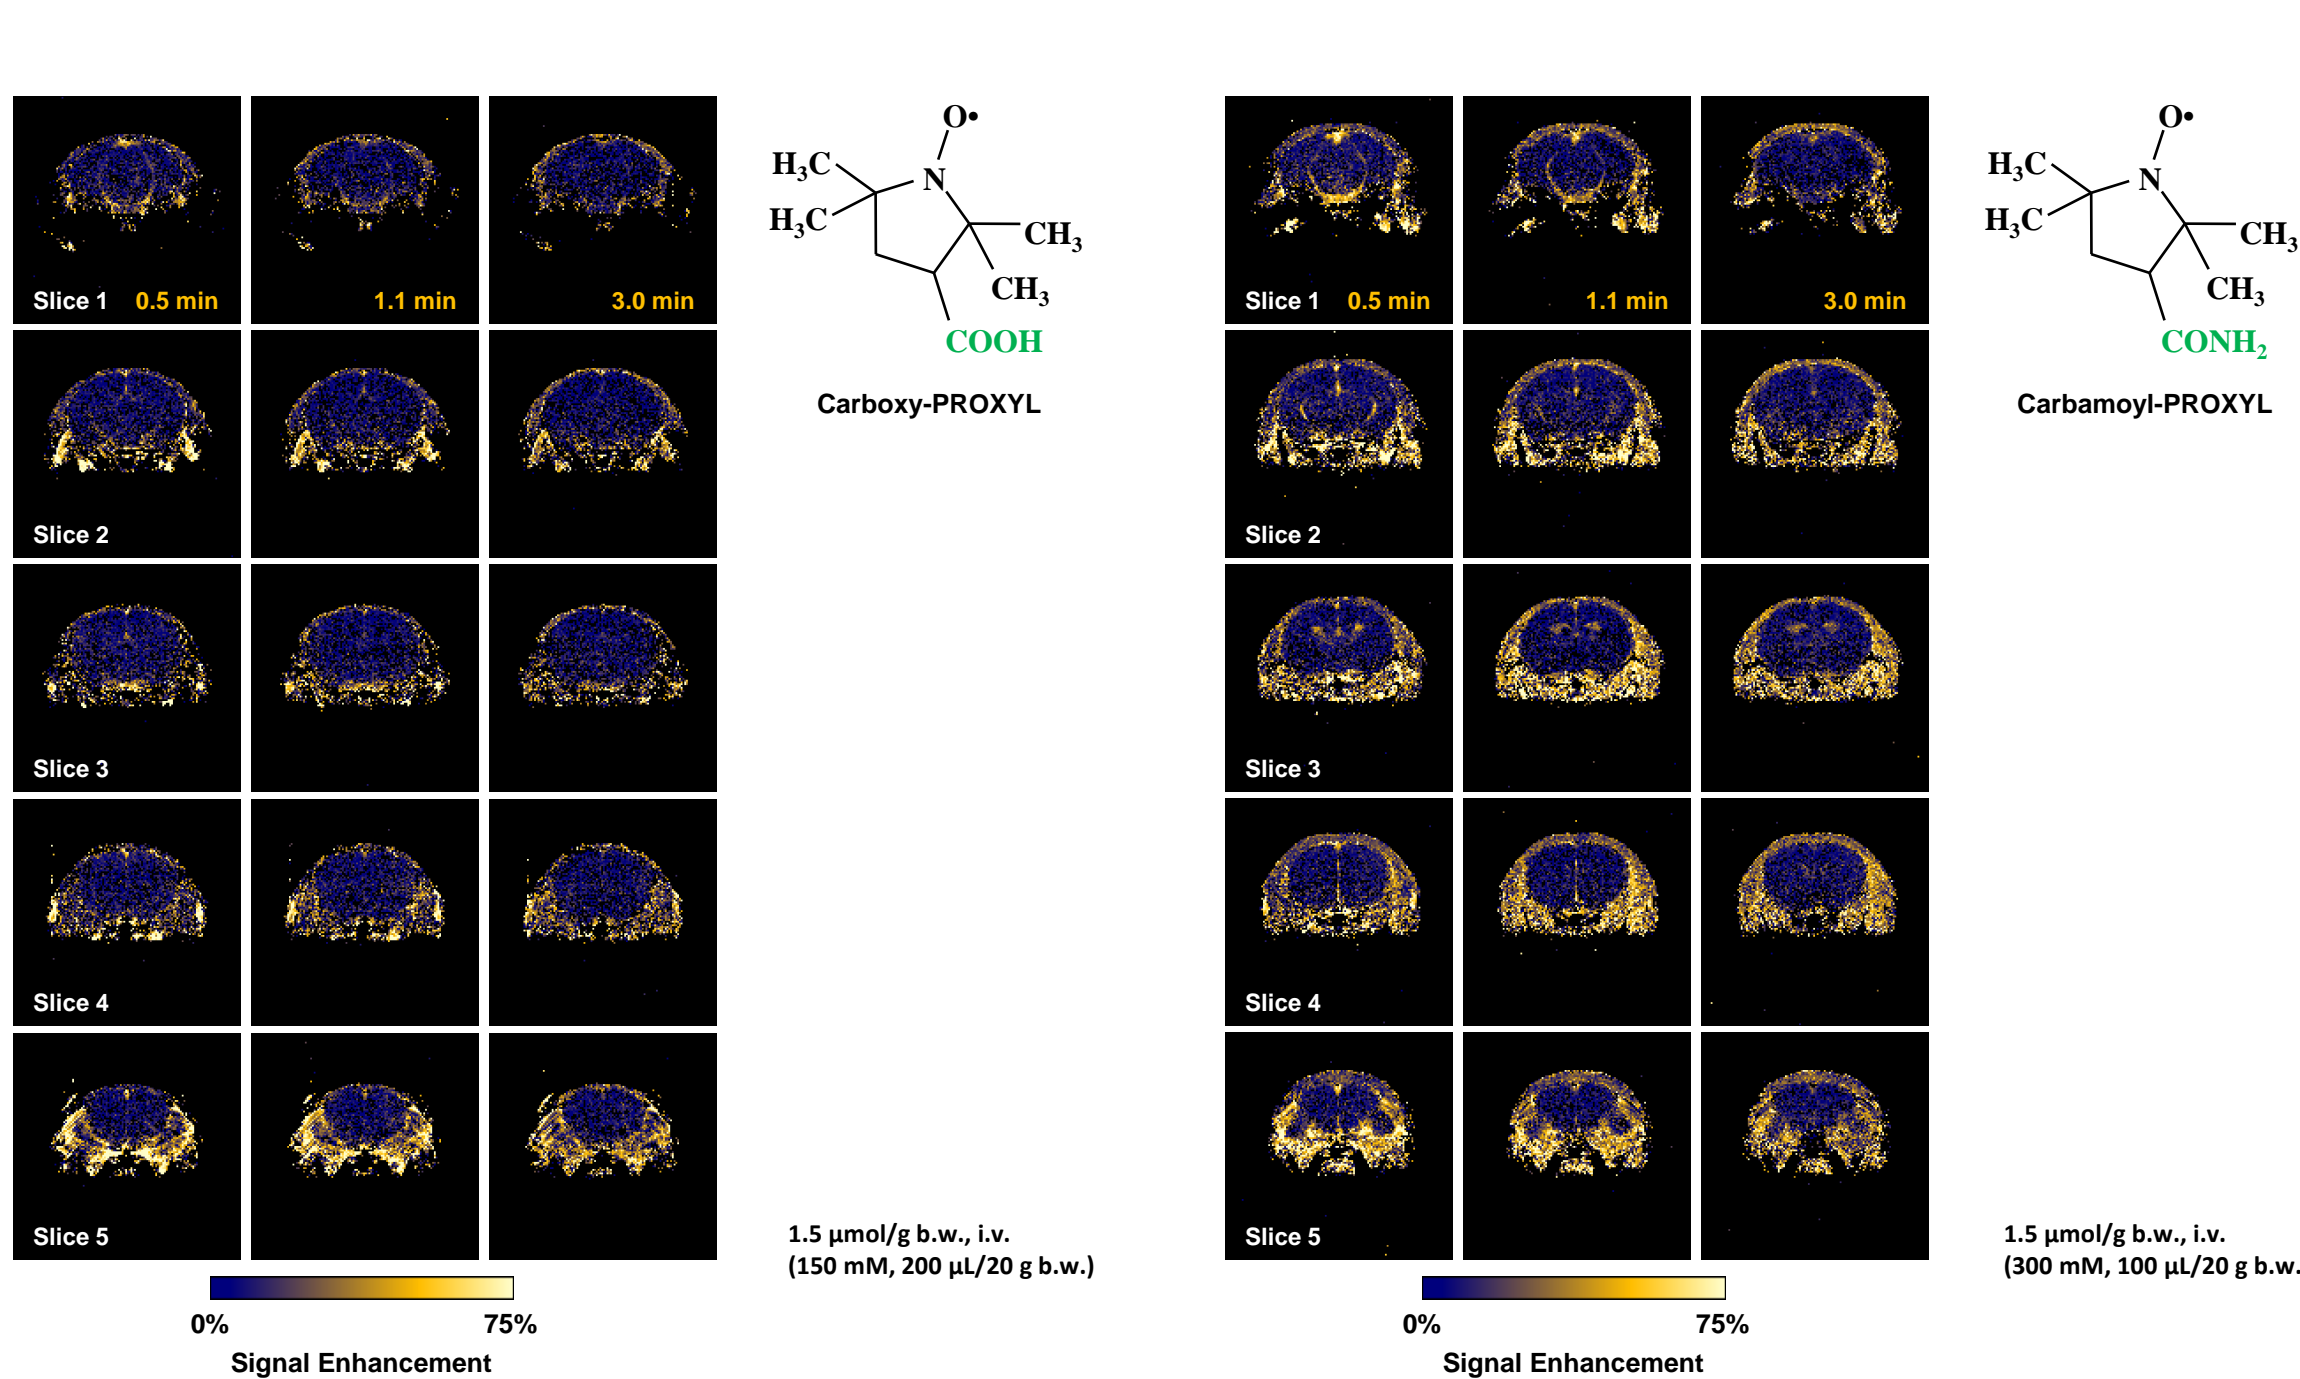 Slice 1 0.5 min
1.1 min
3.0 min
Slice 2
Slice 3
Slice 4
Slice 5
0%
75%
Signal Enhancement
O•
H₃C
N
H₃C
CH₃
CH₃
COOH
Carboxy-PROXYL
1.5 µmol/g b.w., i.v.
(150 mM, 200 µL/20 g b.w.)
Slice 1 0.5 min
1.1 min
3.0 min
Slice 2
Slice 3
Slice 4
Slice 5
0%
75%
Signal Enhancement
O•
H₃C
N
H₃C
CH₃
CH₃
CONH₂
Carbamoyl-PROXYL
1.5 µmol/g b.w., i.v.
(300 mM, 100 µL/20 g b.w.